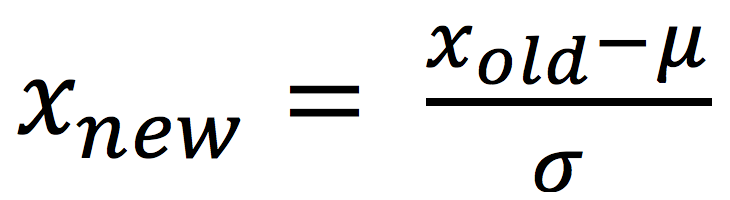 x_new = (x_old − μ) / σ